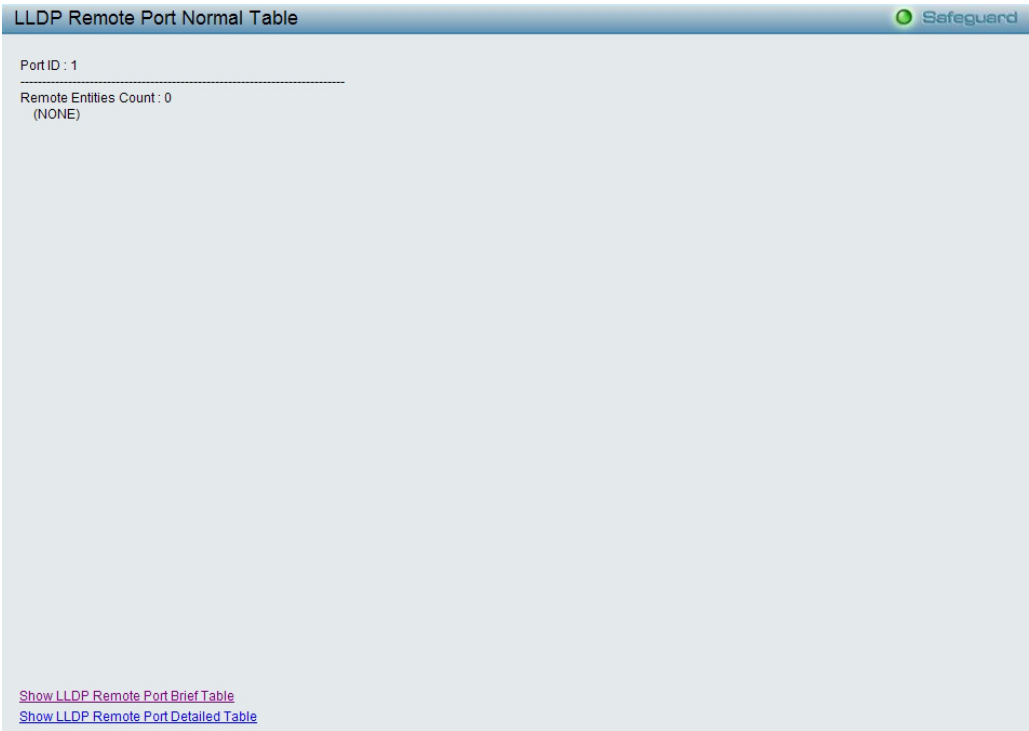 LLDP Remote Port Normal Table
Safeguard
Port ID : 1
--------------------------------------------------------------------------------
Remote Entities Count : 0
(NONE)
Show LLDP Remote Port Brief Table
Show LLDP Remote Port Detailed Table